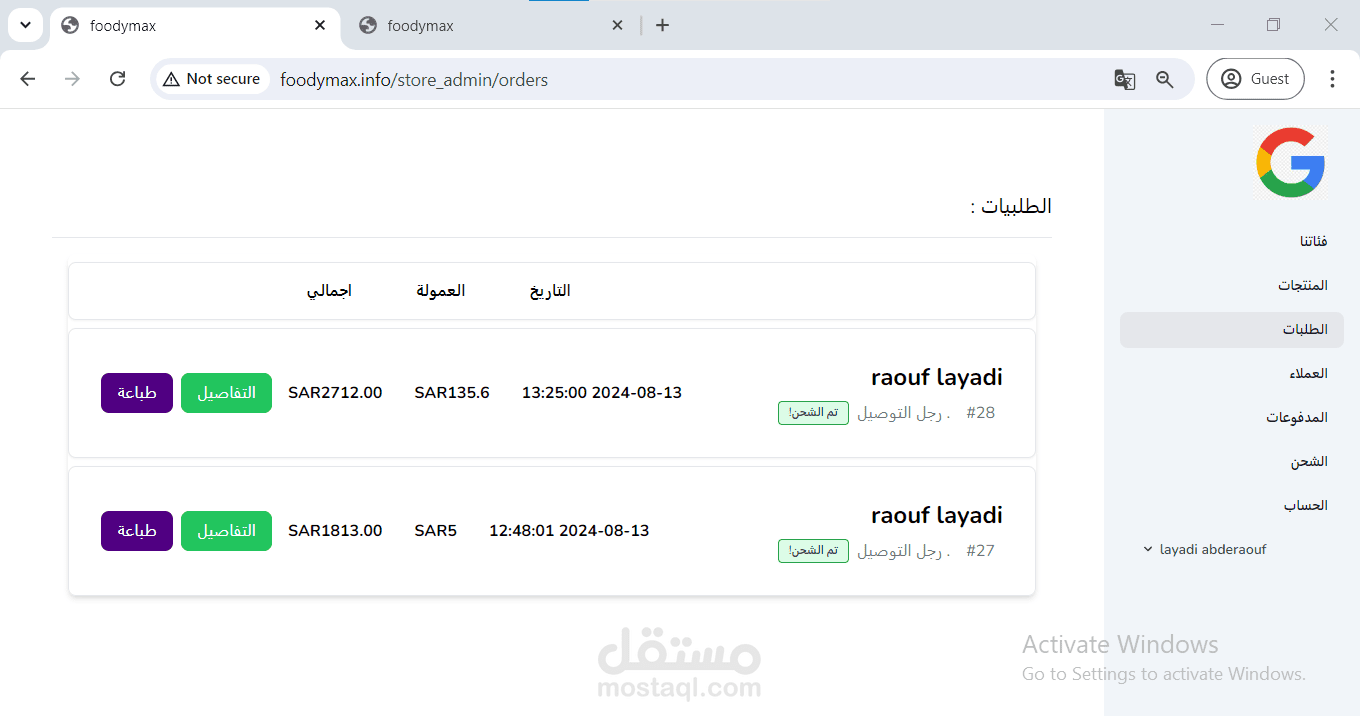 foodymax
foodymax
Not secure
foodymax.info/store_admin/orders
Guest
فئاتنا
المنتجات
الطلبات
العملاء
المدفوعات
الشحن
الحساب
layadi abderaouf
الطلبيات :
التاريخ العمولة اجمالي
raouf layadi
#28 . رجل التوصيل تم الشحن!
13:25:00 2024-08-13
SAR135.6
SAR2712.00
التفاصيل
طباعة
raouf layadi
#27 . رجل التوصيل تم الشحن!
12:48:01 2024-08-13
SAR5
SAR1813.00
التفاصيل
طباعة
مستقل
mostaql.com
Activate Windows
Go to Settings to activate Windows.